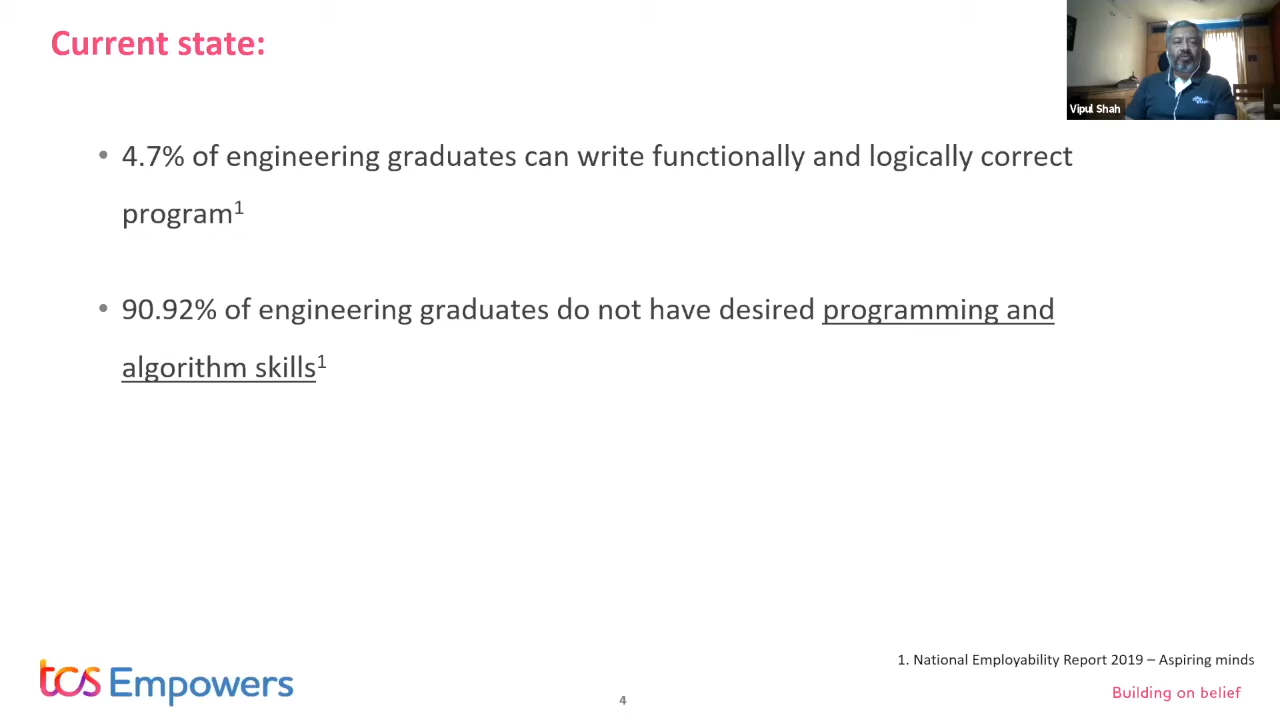 Current state:
Vipul Shah
• 4.7% of engineering graduates can write functionally and logically correct
program¹
• 90.92% of engineering graduates do not have desired programming and
algorithm skills¹
1. National Employability Report 2019 – Aspiring minds
tcs Empowers
4
Building on belief